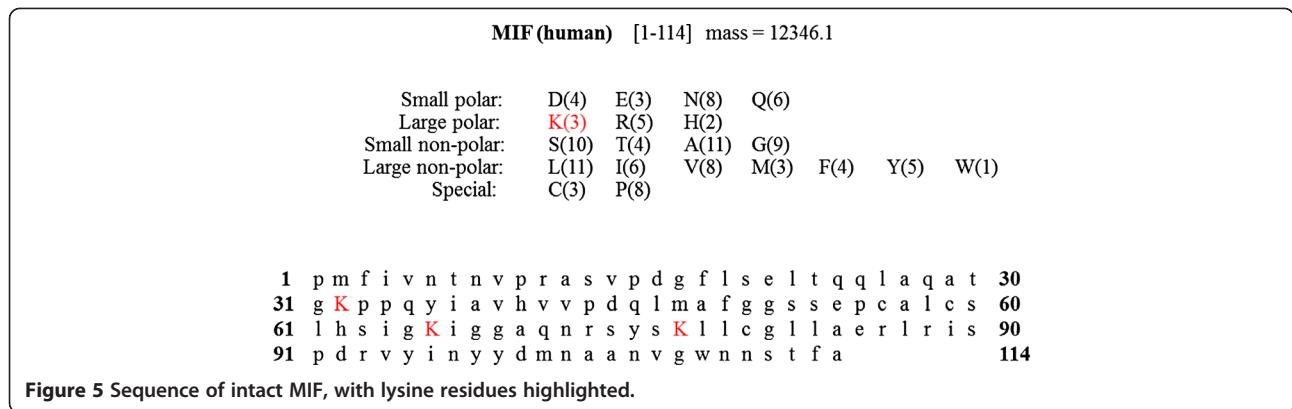 MIF (human) [1-114] mass = 12346.1
Small polar: D(4) E(3) N(8) Q(6)
Large polar: K(3) R(5) H(2)
Small non-polar: S(10) T(4) A(11) G(9)
Large non-polar: L(11) I(6) V(8) M(3) F(4) Y(5) W(1)
Special: C(3) P(8)
1 p m f i v n t n v p r a s v p d g f l s e l t q q l a q a t 30
31 g K p p q y i a v h v v p d q l m a f g g s s e p c a l c s 60
61 l h s i g K i g g a q n r s y s K l l c g l l a e r l r i s 90
91 p d r v y i n y y d m n a a n v g w n n s t f a 114
Figure 5 Sequence of intact MIF, with lysine residues highlighted.